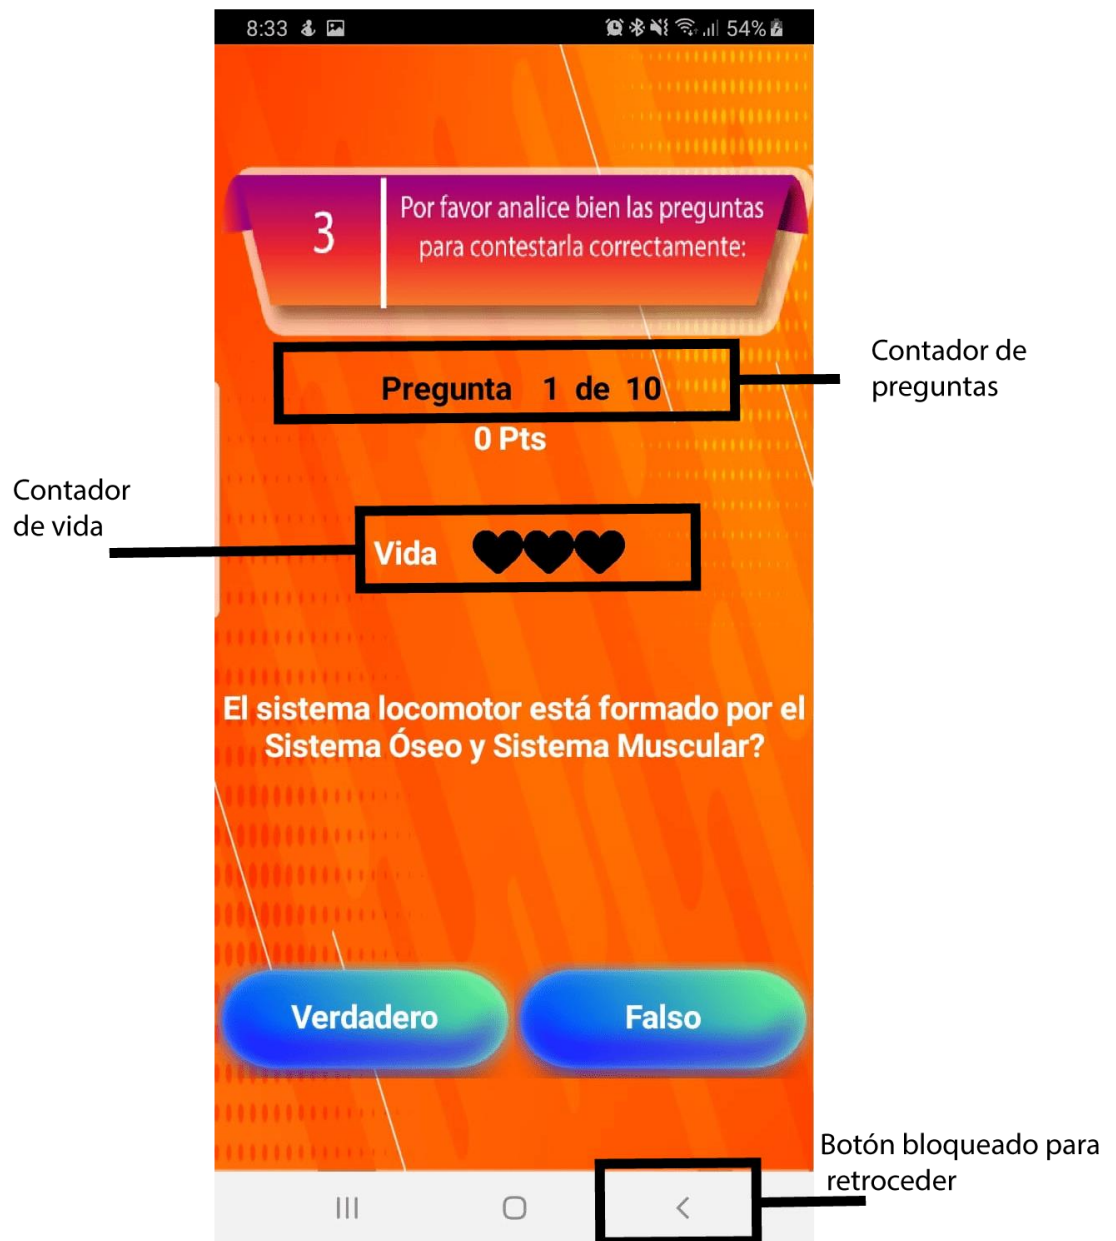 8:33
54%
3
Por favor analice bien las preguntas
para contestarla correctamente:
Contador de
preguntas
Pregunta 1 de 10
0 Pts
Contador
de vida
Vida
El sistema locomotor está formado por el
Sistema Óseo y Sistema Muscular?
Verdadero
Falso
Botón bloqueado para
retroceder